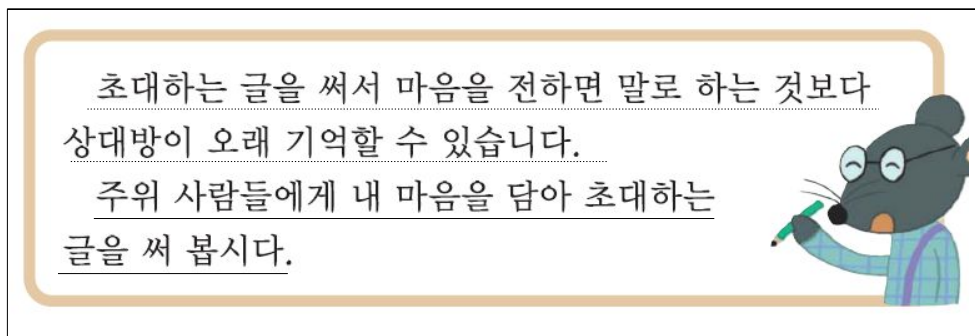 초대하는 글을 써서 마음을 전하면 말로 하는 것보다
상대방이 오래 기억할 수 있습니다.
주위 사람들에게 내 마음을 담아 초대하는
글을 써 봅시다.